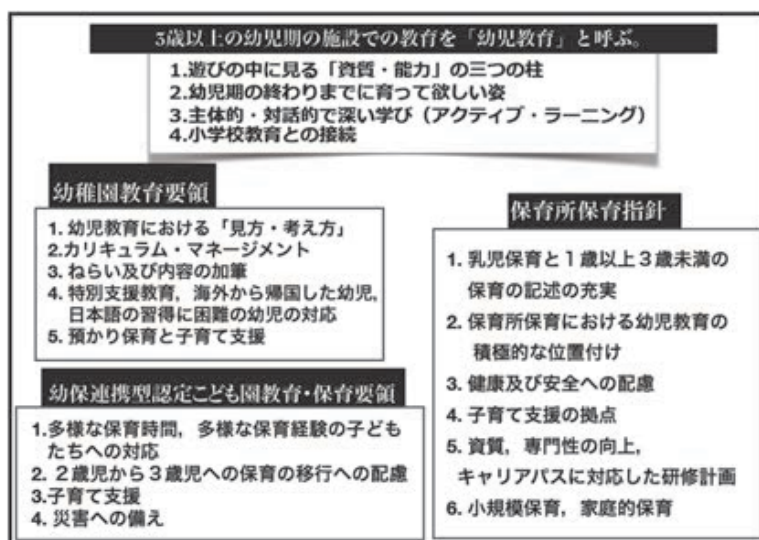 3歳以上の幼児期の施設での教育を「幼児教育」と呼ぶ。
1.遊びの中に見る「資質・能力」の三つの柱
2.幼児期の終わりまでに育って欲しい姿
3.主体的・対話的で深い学び（アクティブ・ラーニング）
4.小学校教育との接続
幼稚園教育要領
1. 幼児教育における「見方・考え方」
2.カリキュラム・マネージメント
3. ねらい及び内容の加筆
4. 特別支援教育，海外から帰国した幼児，
日本語の習得に困難の幼児の対応
5. 預かり保育と子育て支援
幼保連携型認定こども園教育・保育要領
1.多様な保育時間，多様な保育経験の子ども
たちへの対応
2. ２歳児から３歳児への保育の移行への配慮
3.子育て支援
4. 災害への備え
保育所保育指針
1. 乳児保育と１歳以上３歳未満の
保育の記述の充実
2. 保育所保育における幼児教育の
積極的な位置付け
3. 健康及び安全への配慮
4. 子育て支援の拠点
5. 資質，専門性の向上，
キャリアパスに対応した研修計画
6. 小規模保育，家庭的保育